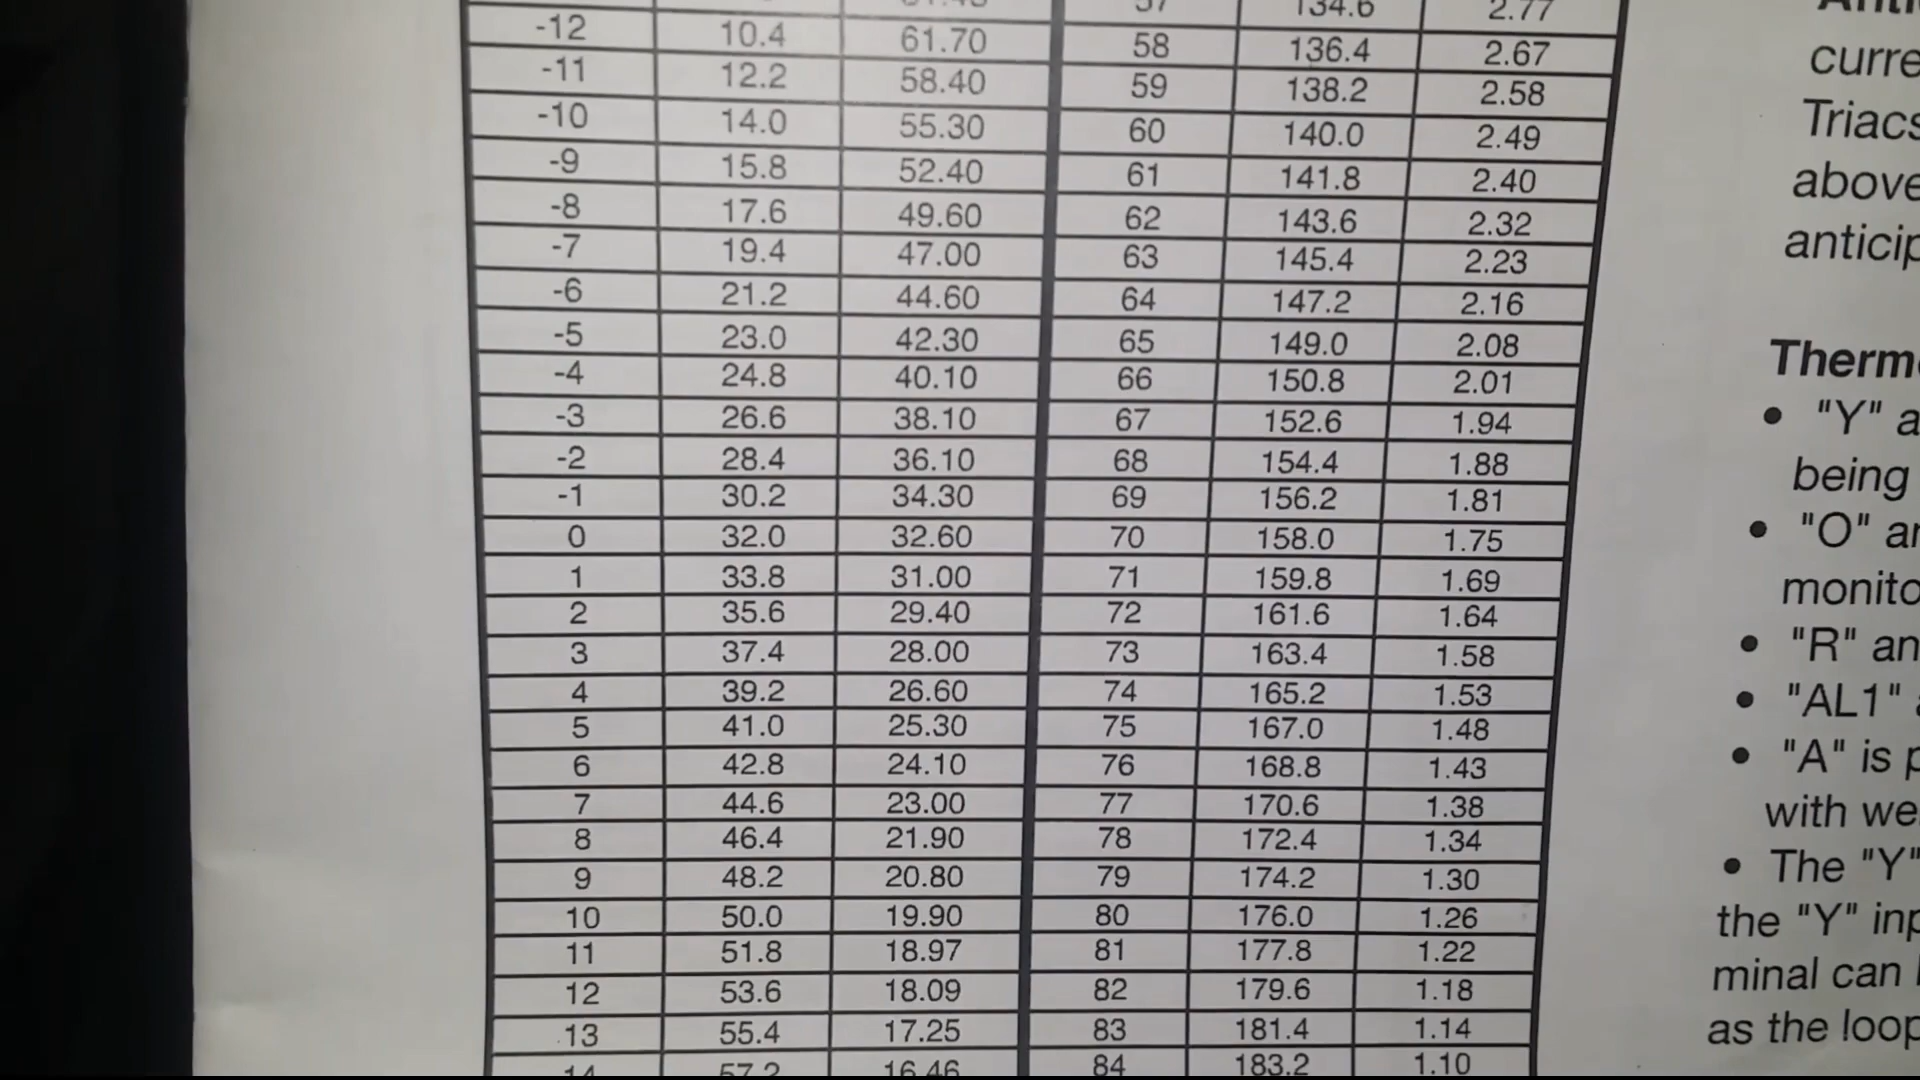 57 134.6 2.77
-12 10.4 61.70 58 136.4 2.67
-11 12.2 58.40 59 138.2 2.58
-10 14.0 55.30 60 140.0 2.49
-9 15.8 52.40 61 141.8 2.40
-8 17.6 49.60 62 143.6 2.32
-7 19.4 47.00 63 145.4 2.23
-6 21.2 44.60 64 147.2 2.16
-5 23.0 42.30 65 149.0 2.08
-4 24.8 40.10 66 150.8 2.01
-3 26.6 38.10 67 152.6 1.94
-2 28.4 36.10 68 154.4 1.88
-1 30.2 34.30 69 156.2 1.81
0 32.0 32.60 70 158.0 1.75
1 33.8 31.00 71 159.8 1.69
2 35.6 29.40 72 161.6 1.64
3 37.4 28.00 73 163.4 1.58
4 39.2 26.60 74 165.2 1.53
5 41.0 25.30 75 167.0 1.48
6 42.8 24.10 76 168.8 1.43
7 44.6 23.00 77 170.6 1.38
8 46.4 21.90 78 172.4 1.34
9 48.2 20.80 79 174.2 1.30
10 50.0 19.90 80 176.0 1.26
11 51.8 18.97 81 177.8 1.22
12 53.6 18.09 82 179.6 1.18
13 55.4 17.25 83 181.4 1.14
14 57.2 16.46 84 183.2 1.10
curre
Triacs
above
anticip
Therm
• "Y" a
being
• "O" an
monito
• "R" an
• "AL1"
• "A" is p
with we
• The "Y"
the "Y" inp
minal can
as the loop